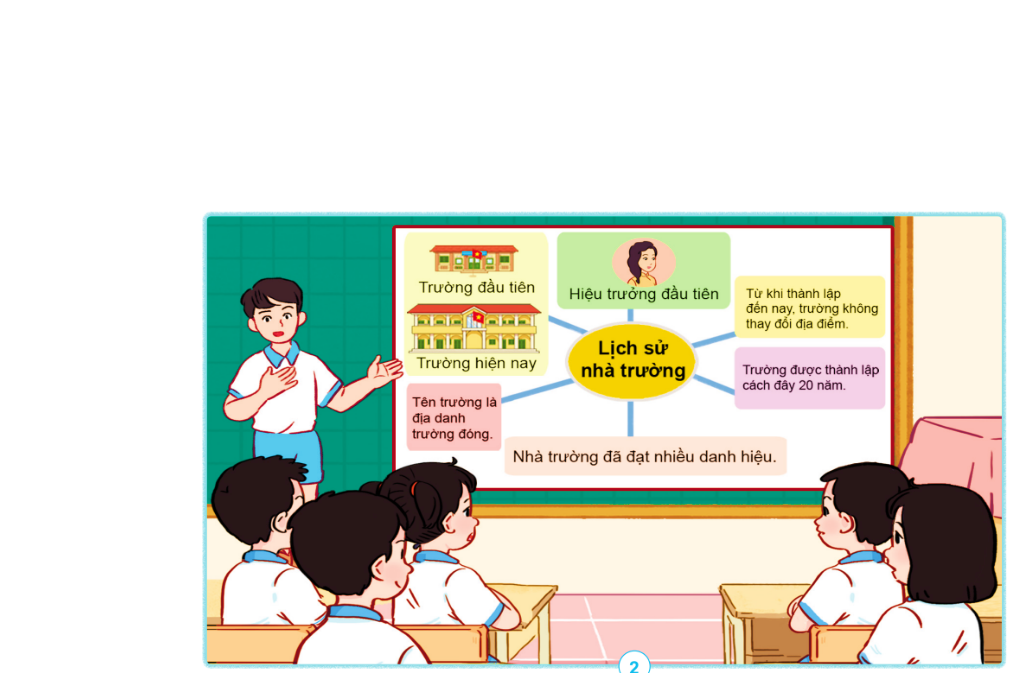 Trường đầu tiên
Trường hiện nay
Hiệu trưởng đầu tiên
Từ khi thành lập
đến nay, trường không
thay đổi địa điểm.
Lịch sử
nhà trường
Trường được thành lập
cách đây 20 năm.
Tên trường là
địa danh
trường đóng.
Nhà trường đã đạt nhiều danh hiệu.
2